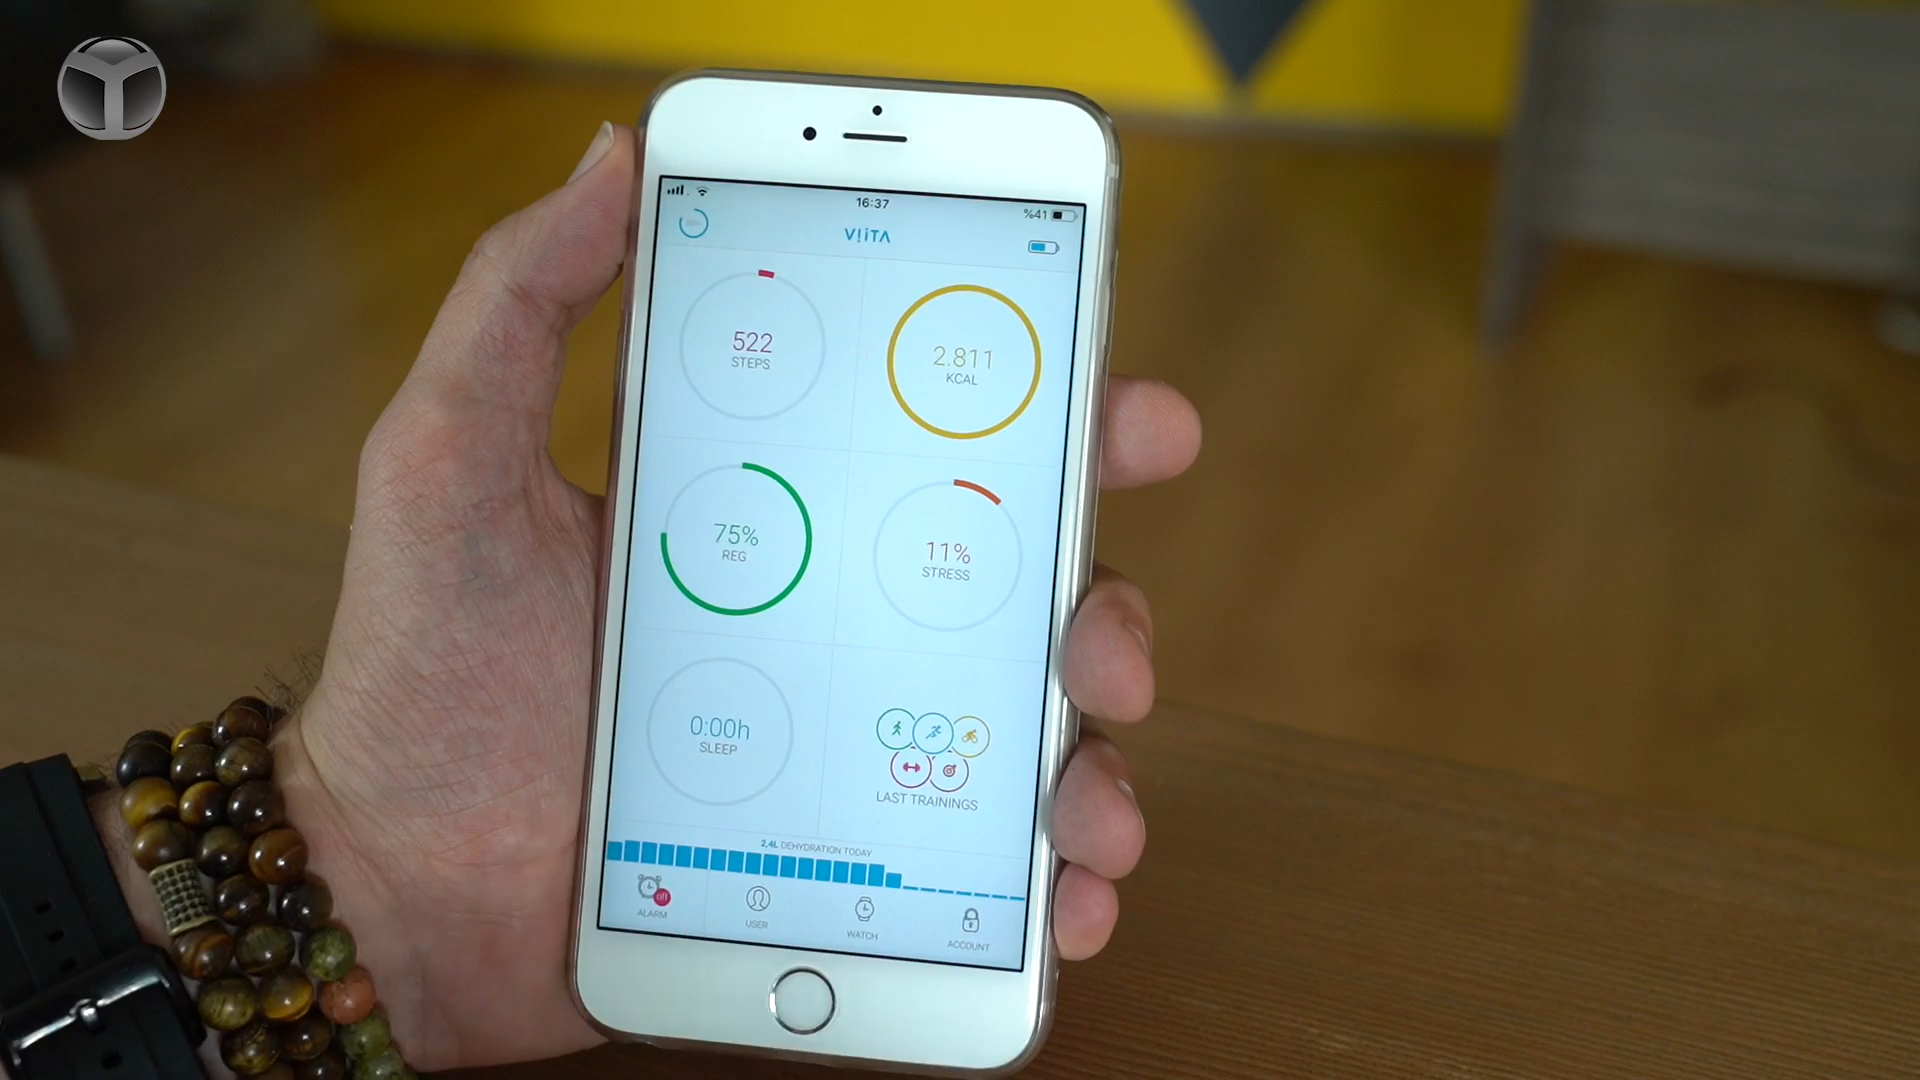 16:37
%41
V!iTA
522
STEPS
2.811
KCAL
75%
REG
11%
STRESS
0:00h
SLEEP
LAST TRAININGS
2,4L DEHYDRATION TODAY
off
ALARM
USER
WATCH
ACCOUNT